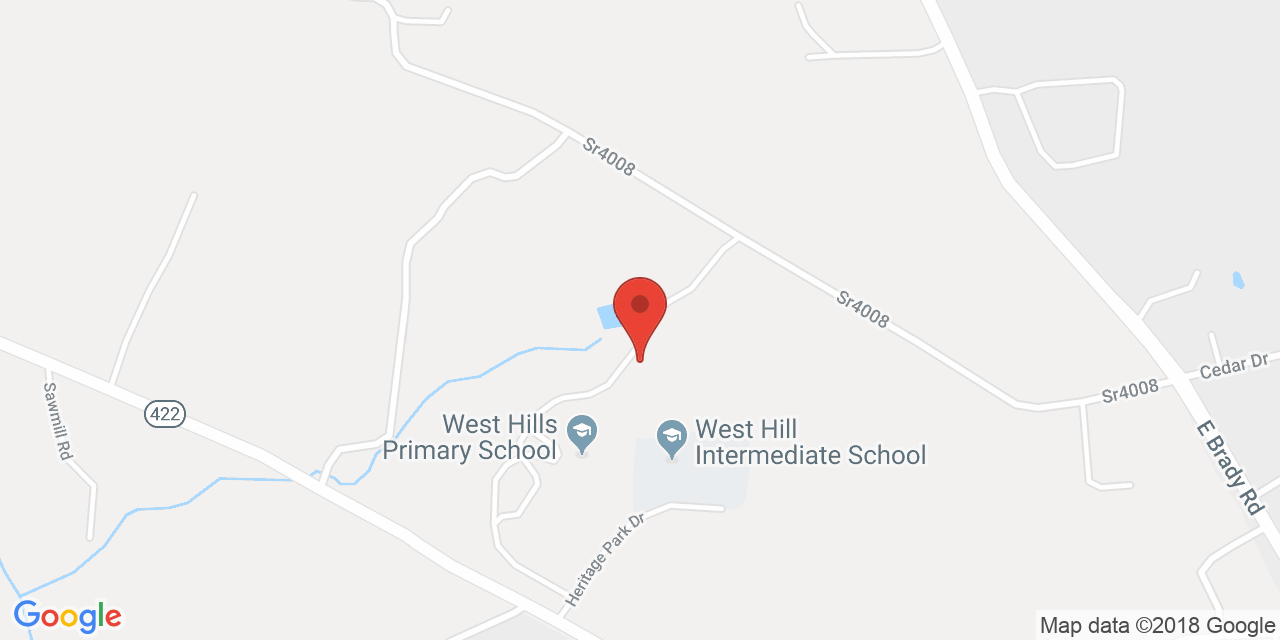 Sr4008
Sr4008
Cedar Dr
Sr4008
Sawmill Rd
422
West Hills
Primary School
West Hill
Intermediate School
E Brady Rd
Heritage Park Dr
Google
Map data ©2018 Google